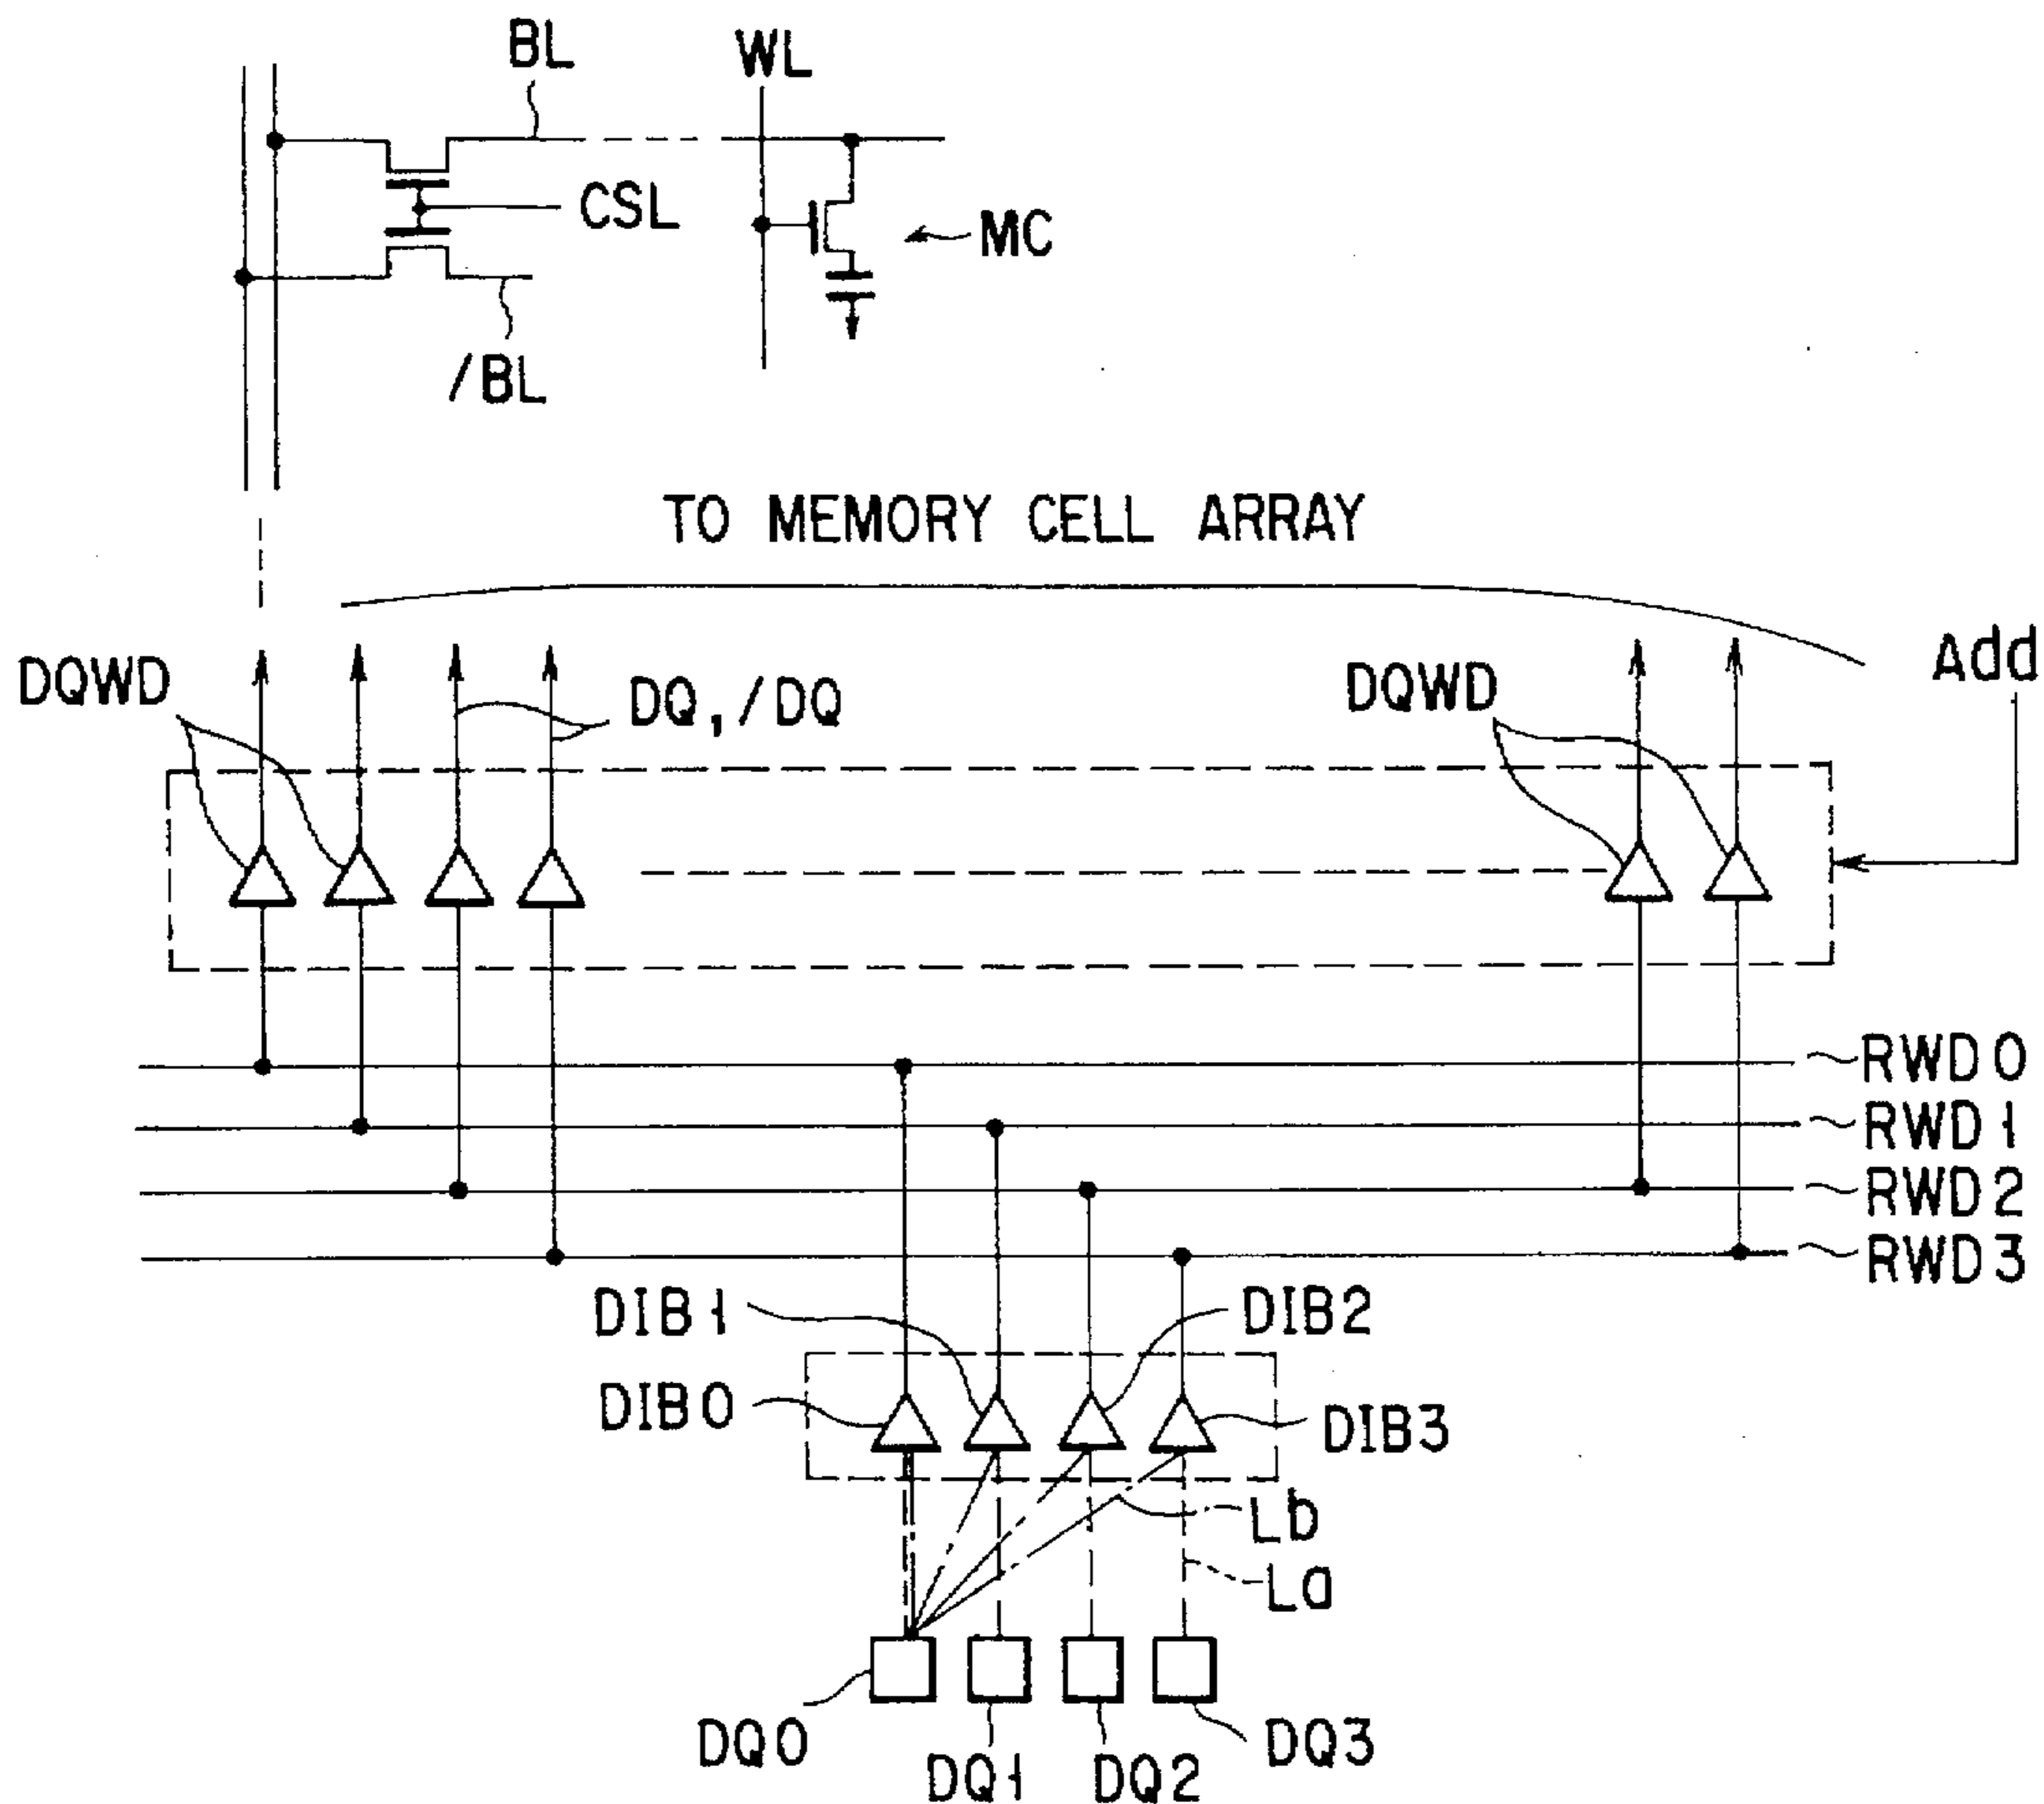 BL
WL
CSL
MC
/BL
TO MEMORY CELL ARRAY
Add
DQWD
DQ,/DQ
DQWD
RWD0
RWD1
RWD2
RWD3
DIB1
DIB2
DIB0
DIB3
Lb
La
DQ0
DQ1
DQ2
DQ3